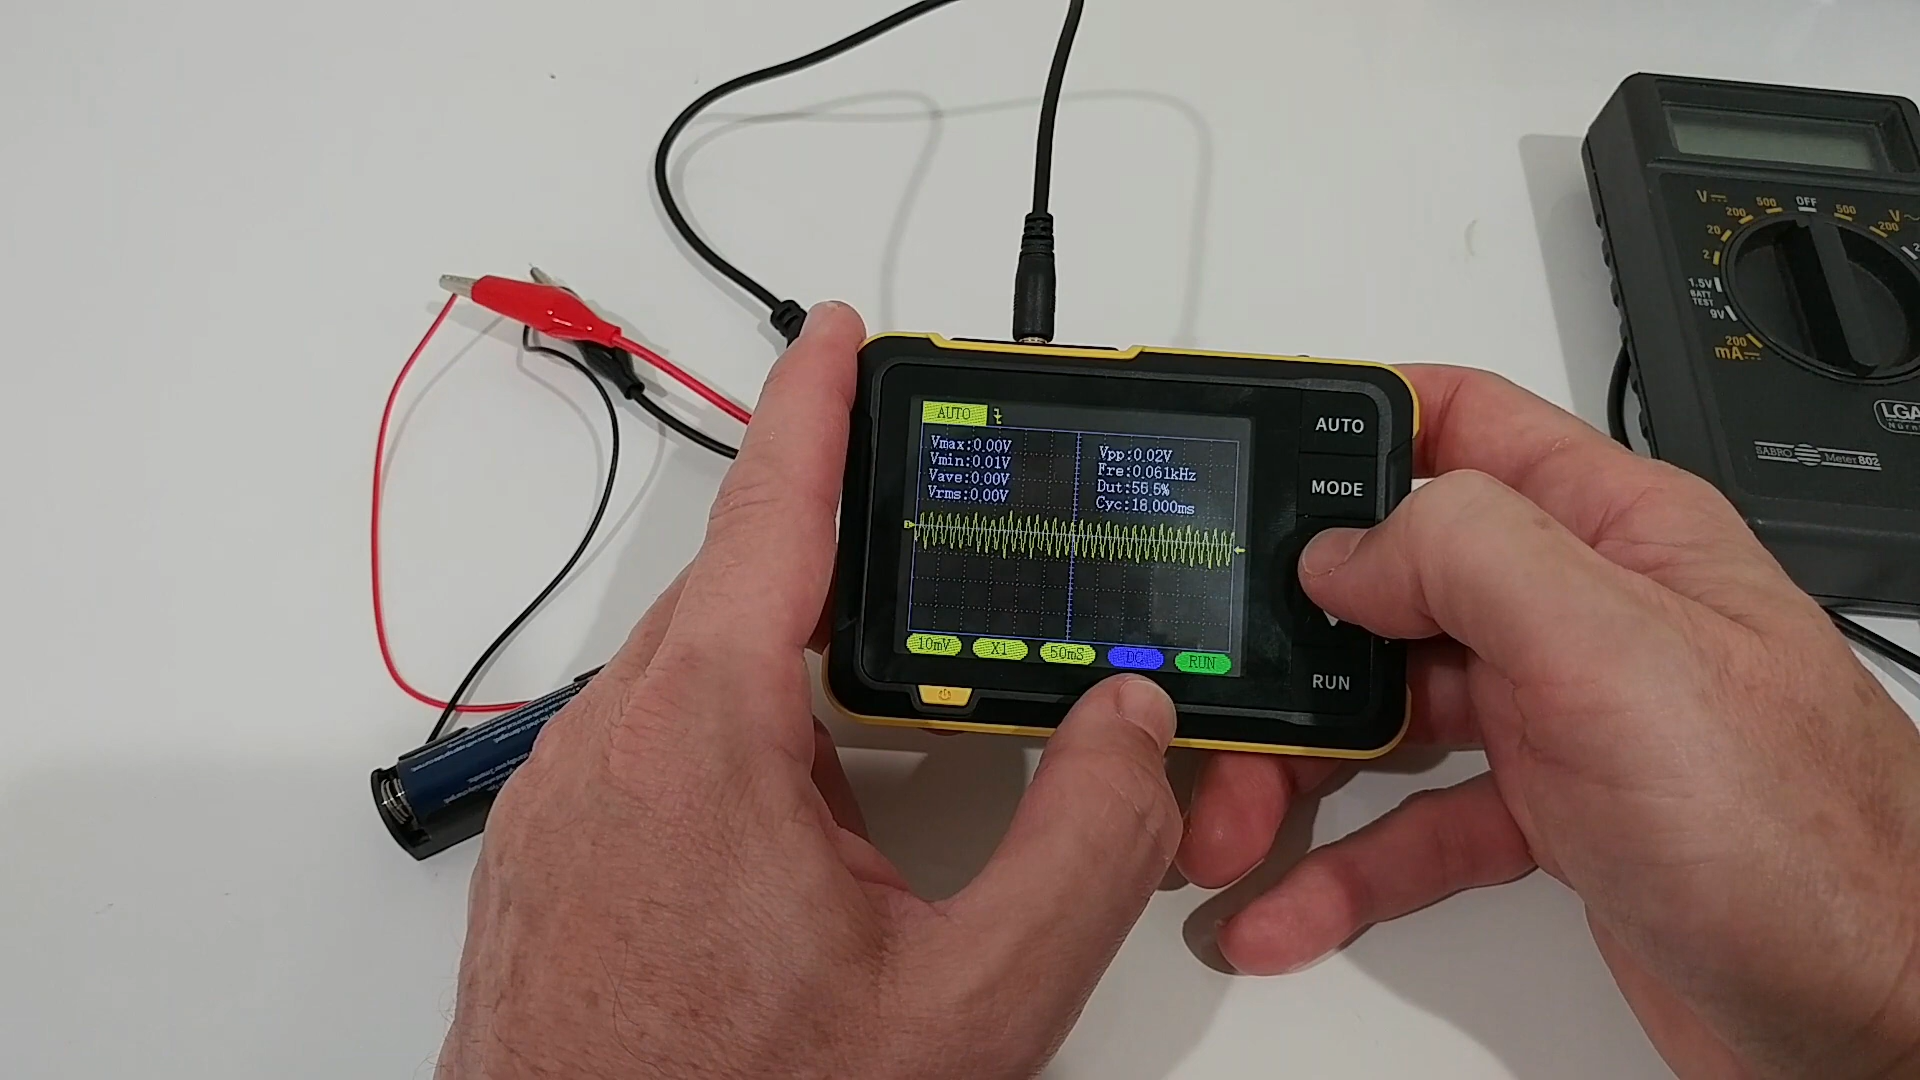 AUTO
Vmax:0.00V
Vmin:0.01V
Vave:0.00V
Vrms:0.00V
Vpp:0.02V
Fre:0.061kHz
Dut:55.5%
Cyc:18.000ms
10mV X1 50mS DC RUN
AUTO
MODE
RUN
V 200 500 OFF 500 V
20 200
2
1.5V
BATT
TEST
9V
200
mA
LGA
Nürn
SABRO Meter 802